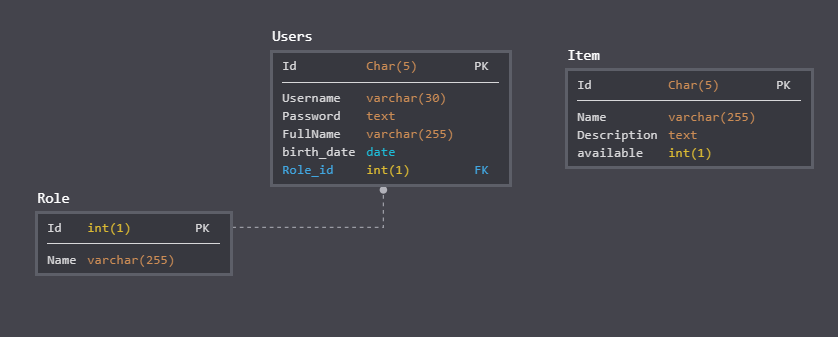 Users
Id Char(5) PK
Username varchar(30)
Password text
FullName varchar(255)
birth_date date
Role_id int(1) FK
Item
Id Char(5) PK
Name varchar(255)
Description text
available int(1)
Role
Id int(1) PK
Name varchar(255)